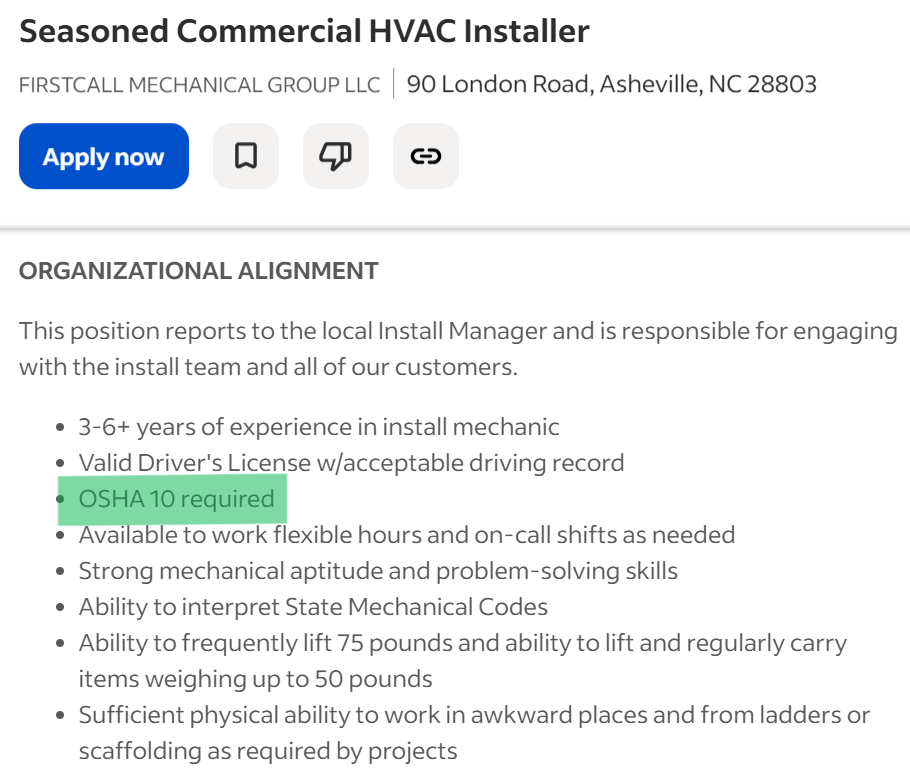 Seasoned Commercial HVAC Installer
FIRSTCALL MECHANICAL GROUP LLC | 90 London Road, Asheville, NC 28803
Apply now
ORGANIZATIONAL ALIGNMENT
This position reports to the local Install Manager and is responsible for engaging
with the install team and all of our customers.
• 3-6+ years of experience in install mechanic
• Valid Driver's License w/acceptable driving record
• OSHA 10 required
• Available to work flexible hours and on-call shifts as needed
• Strong mechanical aptitude and problem-solving skills
• Ability to interpret State Mechanical Codes
• Ability to frequently lift 75 pounds and ability to lift and regularly carry
items weighing up to 50 pounds
• Sufficient physical ability to work in awkward places and from ladders or
scaffolding as required by projects